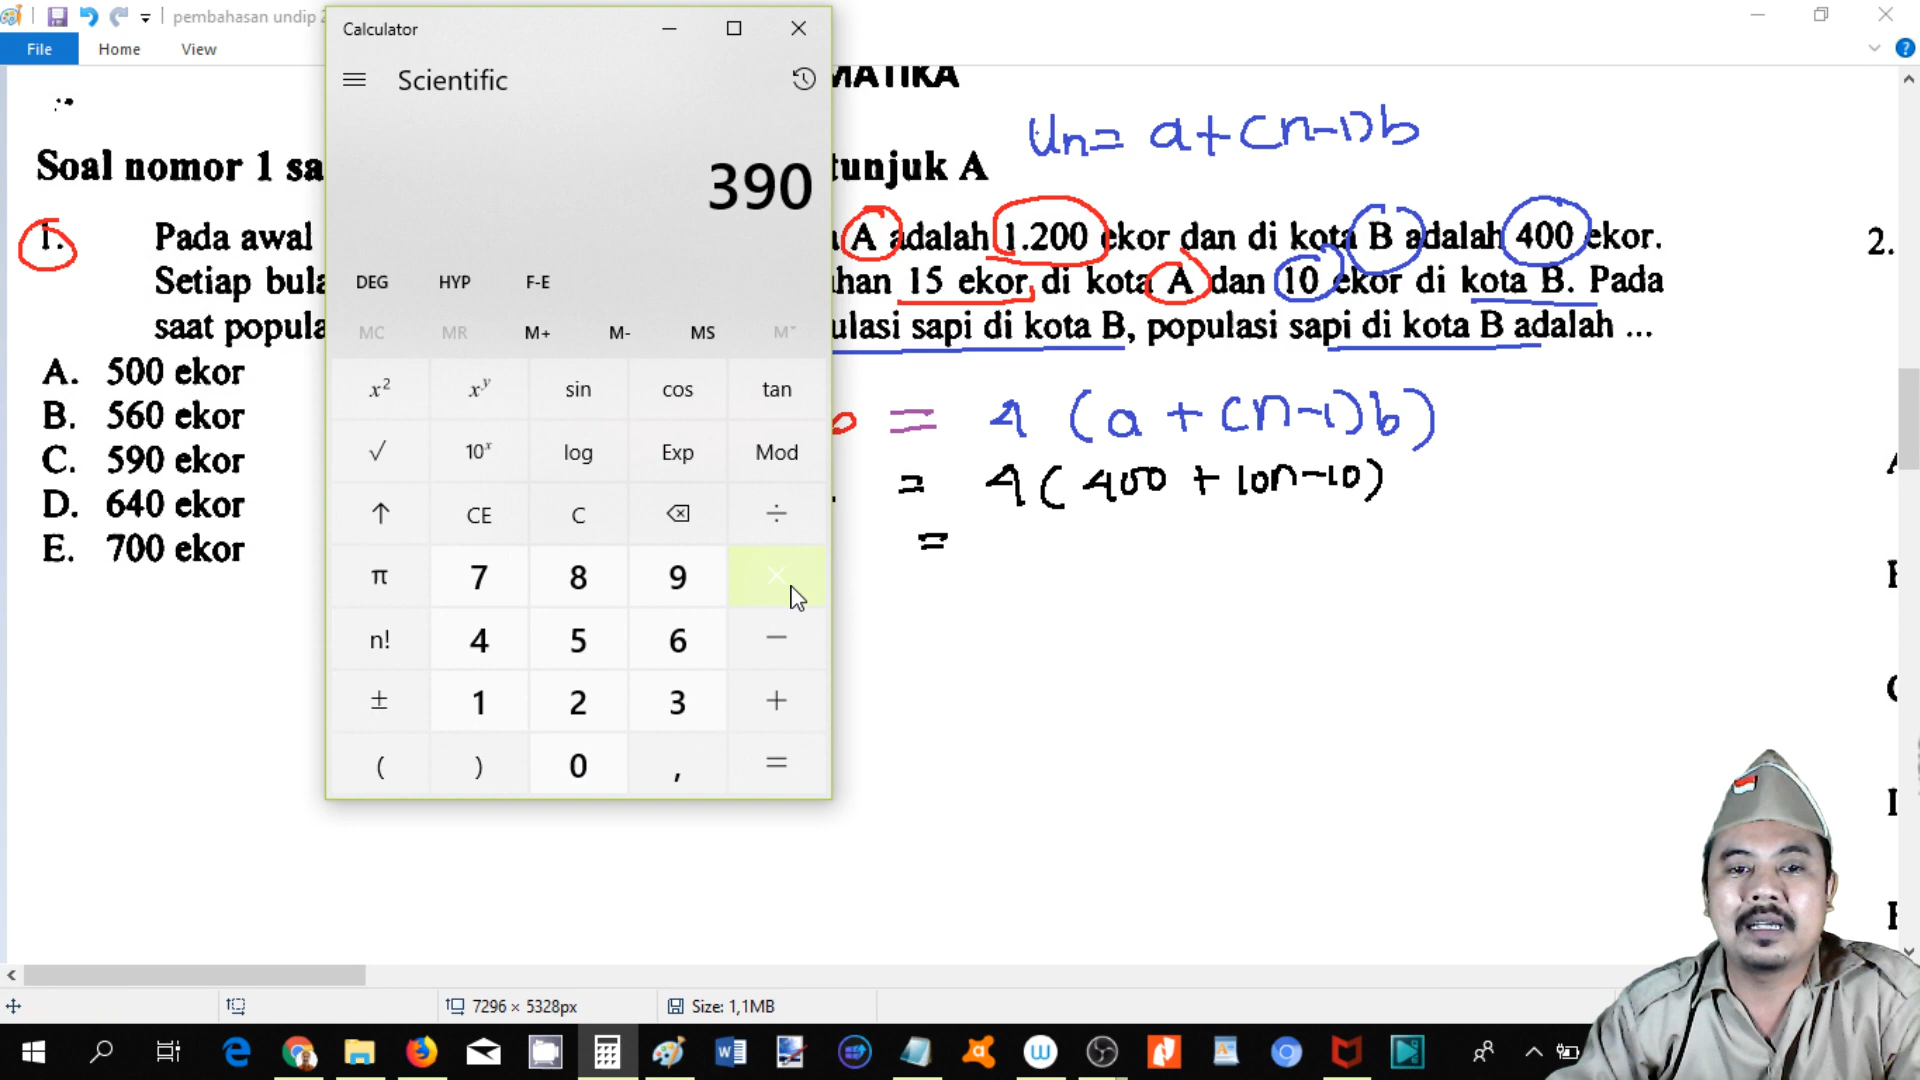 pembahasan undip 2
File Home View
Calculator
Scientific
390
DEG HYP F-E
MC MR M+ M- MS M˅
x² xʸ sin cos tan
√ 10ˣ log Exp Mod
↑ CE C ⌫ ÷
π 7 8 9 ×
n! 4 5 6 −
± 1 2 3 +
( ) 0 , =
MATIKA
Un = a + (n-1)b
Soal nomor 1 sa tunjuk A
1. Pada awal A adalah 1.200 ekor dan di kota B adalah 400 ekor.
Setiap bula han 15 ekor di kota A dan 10 ekor di kota B. Pada
saat popula ulasi sapi di kota B, populasi sapi di kota B adalah ...
A. 500 ekor
B. 560 ekor
C. 590 ekor
D. 640 ekor
E. 700 ekor
= 4 (a + (n-1)b)
= 4 (400 + 10n-10)
=
2.
7296 × 5328px
Size: 1,1MB